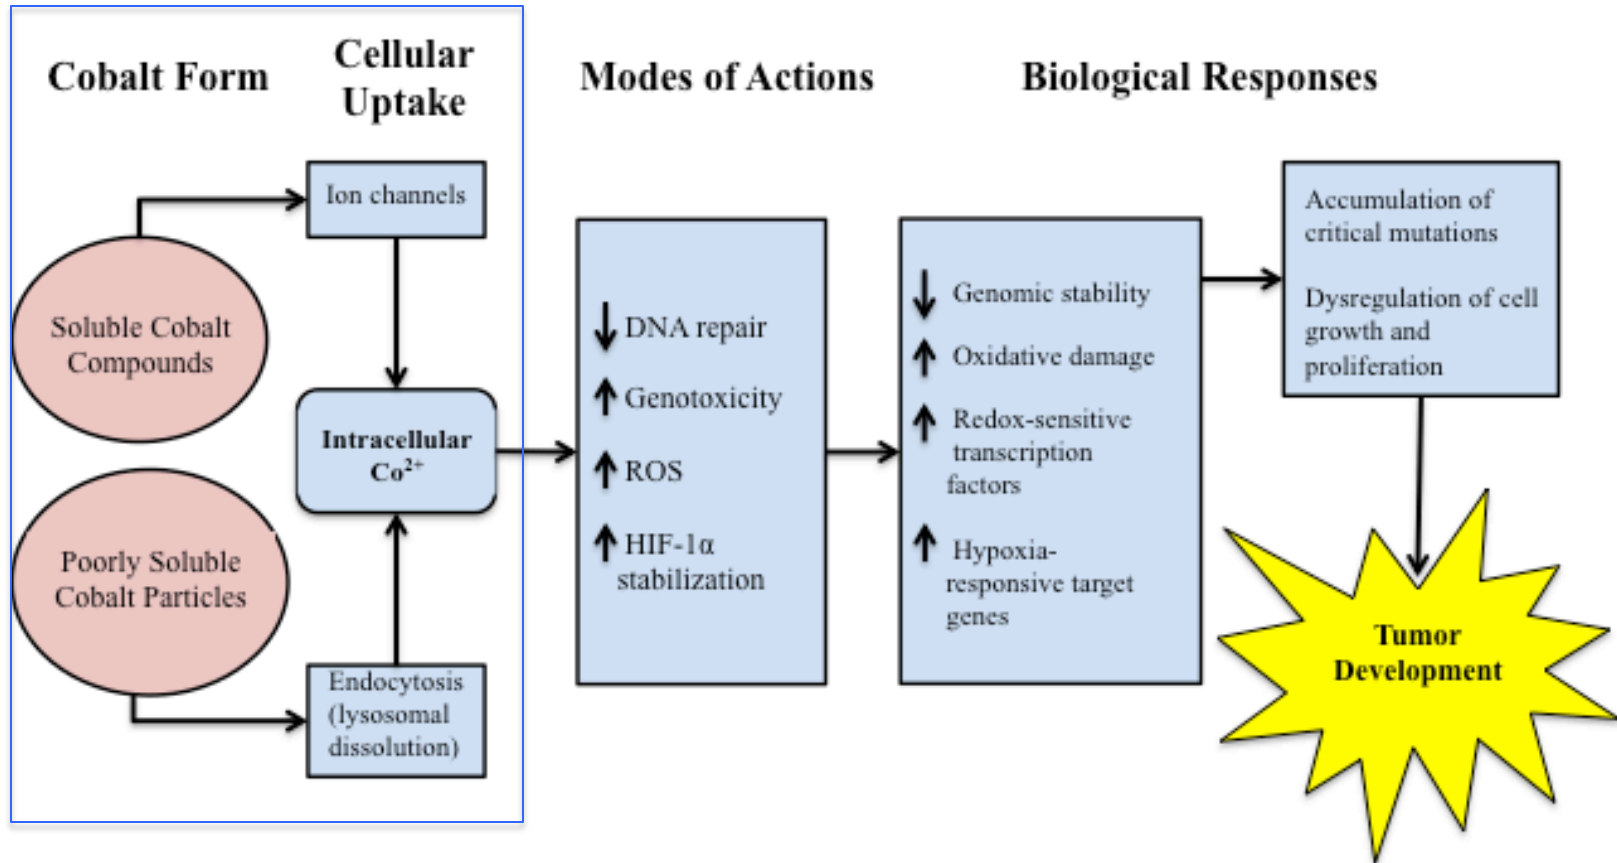 Cobalt Form
Cellular
Uptake
Modes of Actions
Biological Responses
Soluble Cobalt
Compounds
Poorly Soluble
Cobalt Particles
Ion channels
Intracellular
Co²⁺
Endocytosis
(lysosomal
dissolution)
↓ DNA repair
↑ Genotoxicity
↑ ROS
↑ HIF-1α
stabilization
↓ Genomic stability
↑ Oxidative damage
↑ Redox-sensitive
transcription
factors
↑ Hypoxia-
responsive target
genes
Accumulation of
critical mutations
Dysregulation of cell
growth and
proliferation
Tumor
Development